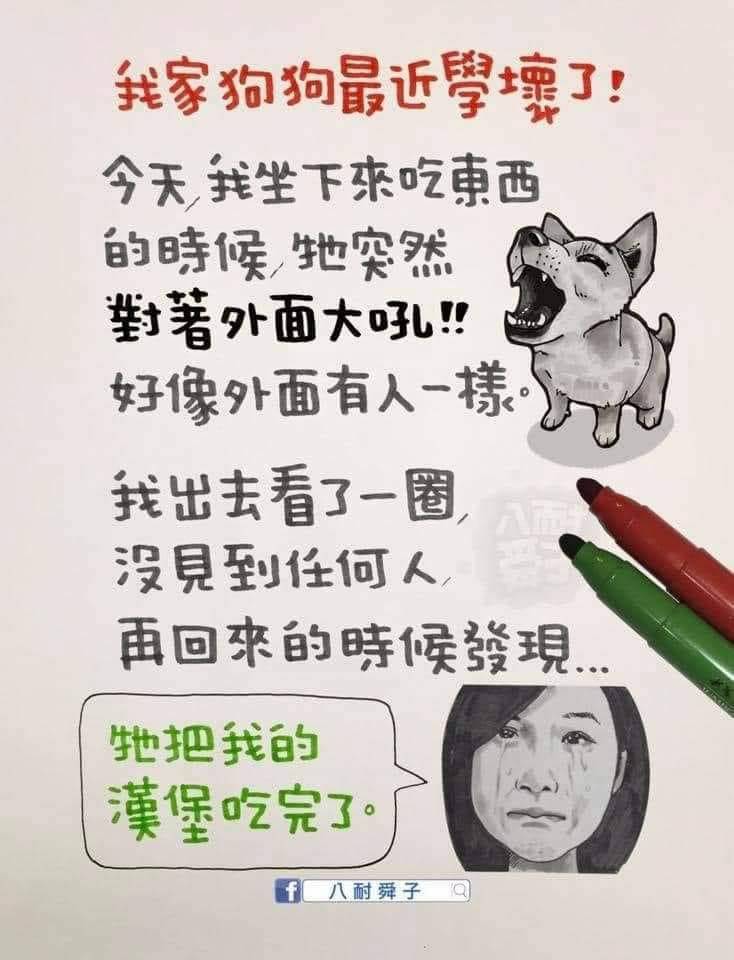 我家狗狗最近學壞了!
今天,我坐下來吃東西
的時候,牠突然
對著外面大吼!!
好像外面有人一樣。
我出去看了一圈,
沒見到任何人,
再回來的時候發現...
牠把我的
漢堡吃完了。
八耐舜子
八耐舜子